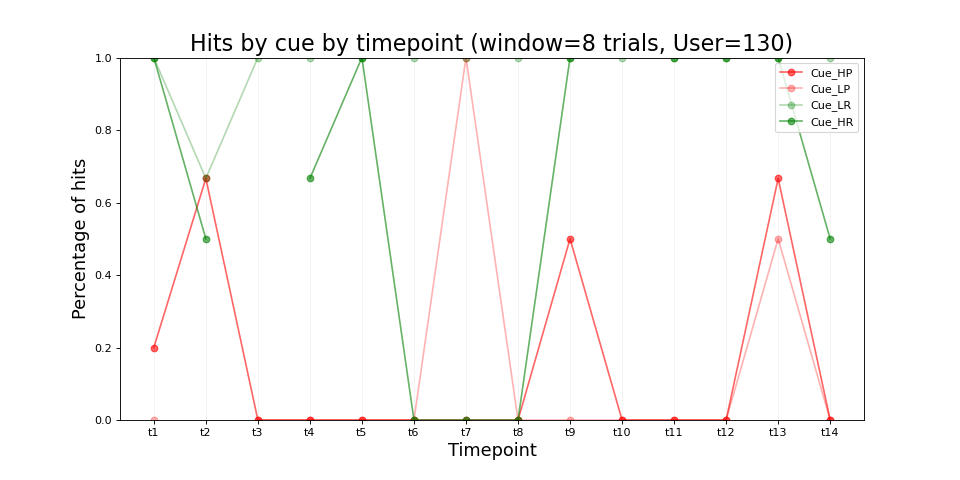 Hits by cue by timepoint (window=8 trials, User=130)
Percentage of hits
1.0
0.8
0.6
0.4
0.2
0.0
Cue_HP
Cue_LP
Cue_LR
Cue_HR
t1 t2 t3 t4 t5 t6 t7 t8 t9 t10 t11 t12 t13 t14
Timepoint